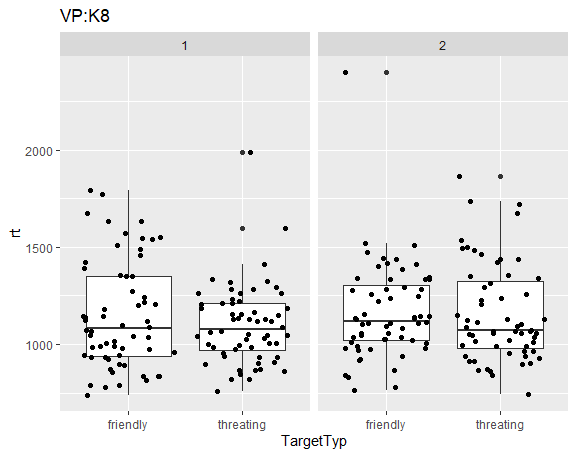 VP:K8
1 2
rt
2000
1500
1000
friendly threating friendly threating
TargetTyp